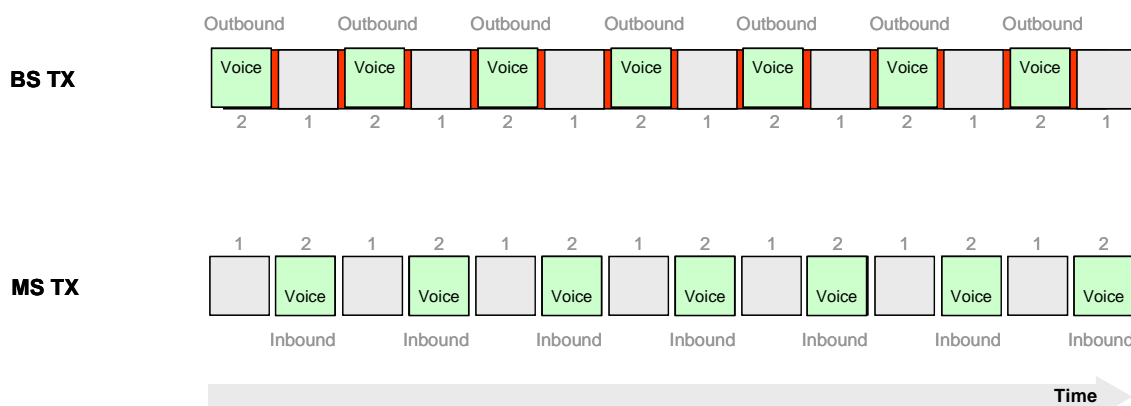 Outbound Outbound Outbound Outbound Outbound Outbound Outbound
BS TX Voice Voice Voice Voice Voice Voice Voice
2 1 2 1 2 1 2 1 2 1 2 1 2 1
1 2 1 2 1 2 1 2 1 2 1 2 1 2
MS TX Voice Voice Voice Voice Voice Voice Voice
Inbound Inbound Inbound Inbound Inbound Inbound Inbound
Time